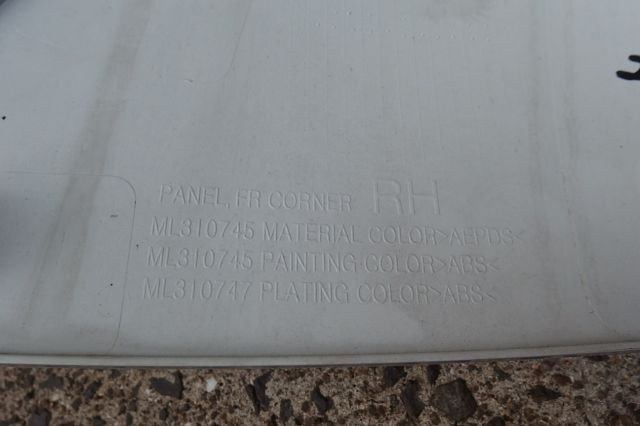 PANEL, FR CORNER RH
ML310745 MATERIAL COLOR>AEPDS<
ML310745 PAINTING COLOR>ABS<
ML310747 PLATING COLOR>ABS<